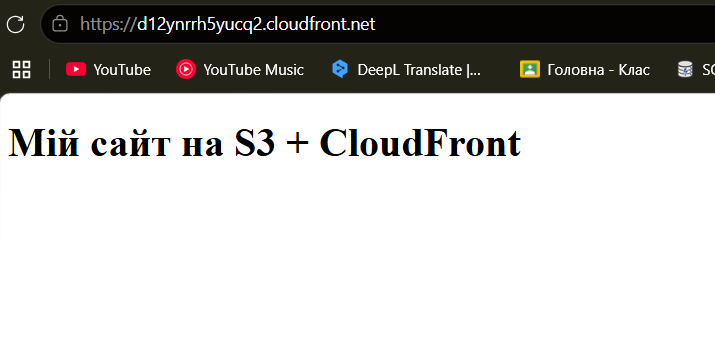 https://d12ynrrh5yucq2.cloudfront.net
YouTube YouTube Music DeepL Translate |... Головна - Клас SC
Мій сайт на S3 + CloudFront